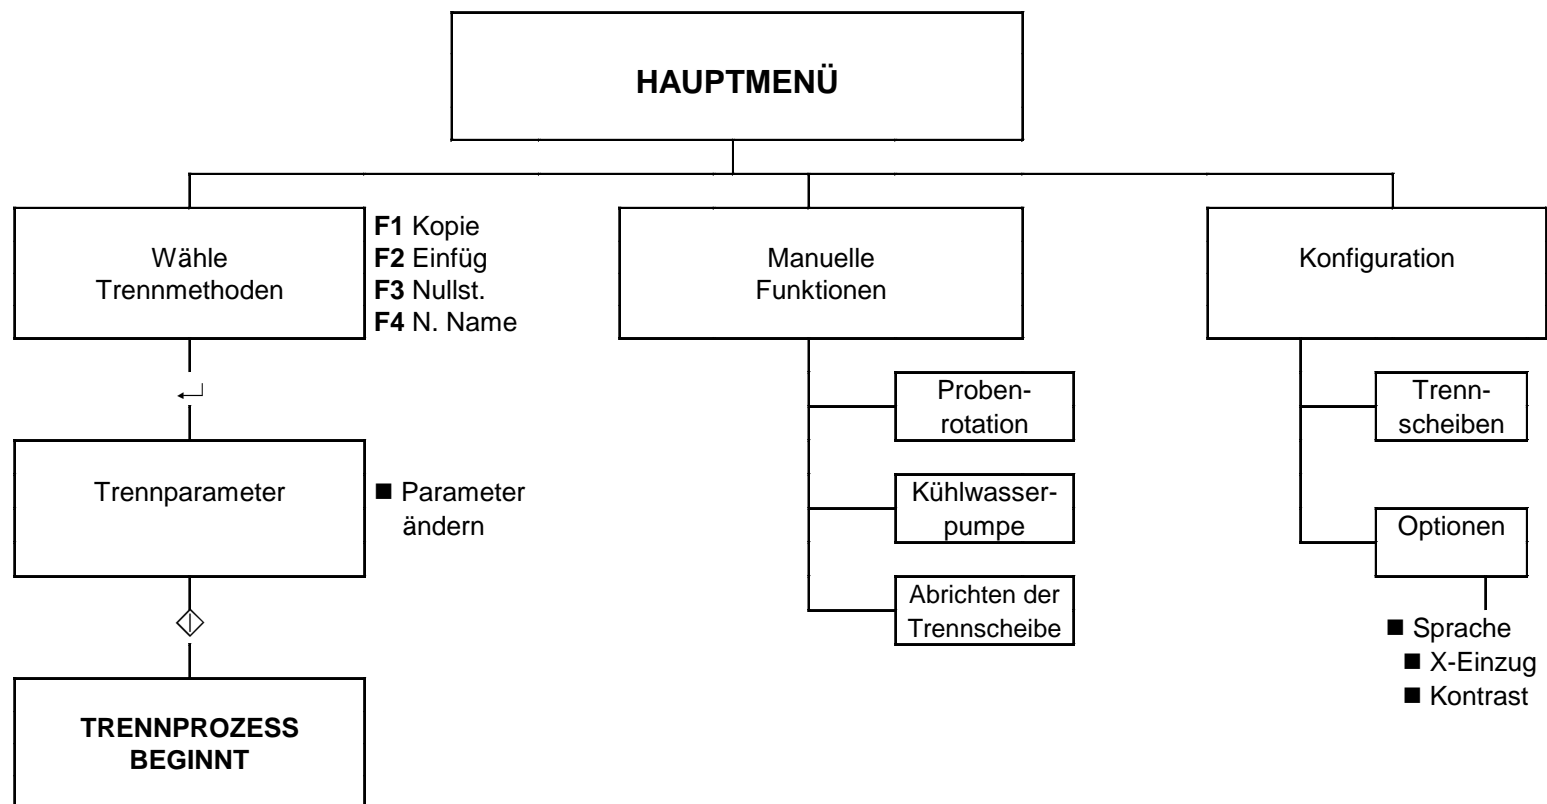 HAUPTMENÜ
Wähle
Trennmethoden
F1 Kopie
F2 Einfüg
F3 Nullst.
F4 N. Name
Manuelle
Funktionen
Konfiguration
Proben-
rotation
Trenn-
scheiben
Trennparameter
■ Parameter
ändern
Kühlwasser-
pumpe
Optionen
Abrichten der
Trennscheibe
■ Sprache
■ X-Einzug
■ Kontrast
TRENNPROZESS
BEGINNT